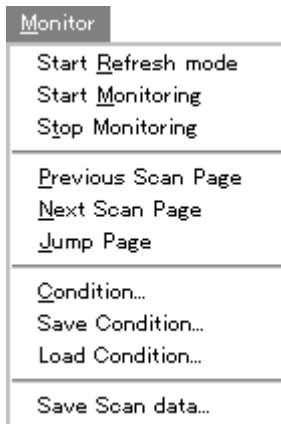 Monitor
Start Refresh mode
Start Monitoring
Stop Monitoring
Previous Scan Page
Next Scan Page
Jump Page
Condition...
Save Condition...
Load Condition...
Save Scan data...